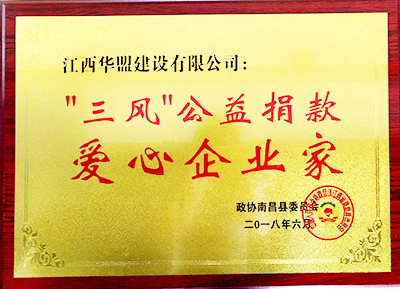 江西华盟建设有限公司：
"三风"公益捐款
爱心企业家
政协南昌县委员会
二〇一八年六月